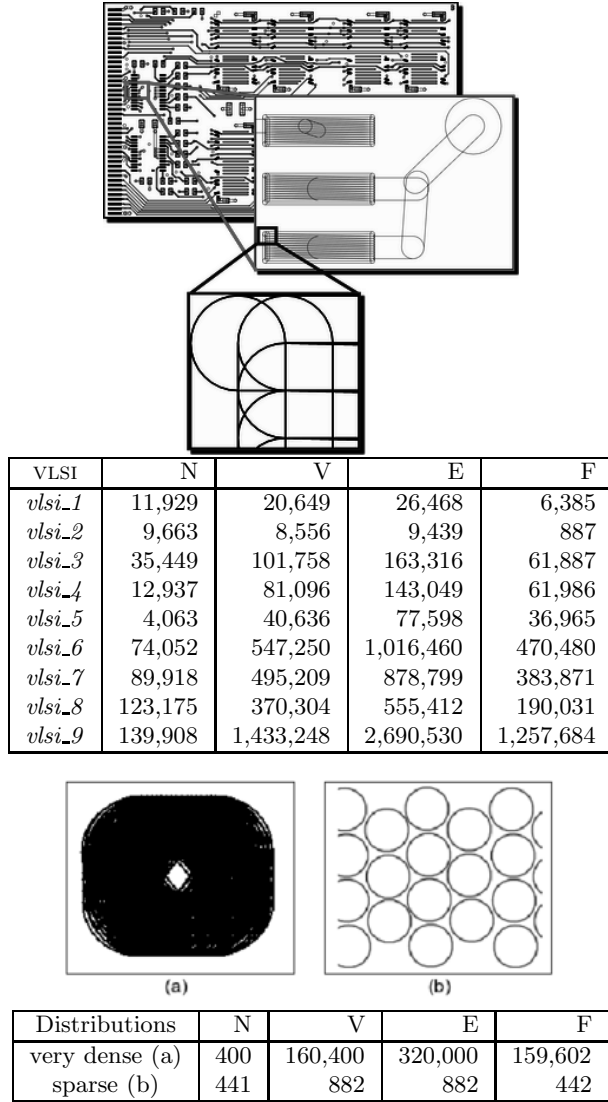 VLSI N V E F
vlsi_1 11,929 20,649 26,468 6,385
vlsi_2 9,663 8,556 9,439 887
vlsi_3 35,449 101,758 163,316 61,887
vlsi_4 12,937 81,096 143,049 61,986
vlsi_5 4,063 40,636 77,598 36,965
vlsi_6 74,052 547,250 1,016,460 470,480
vlsi_7 89,918 495,209 878,799 383,871
vlsi_8 123,175 370,304 555,412 190,031
vlsi_9 139,908 1,433,248 2,690,530 1,257,684
(a) (b)
Distributions N V E F
very dense (a) 400 160,400 320,000 159,602
sparse (b) 441 882 882 442